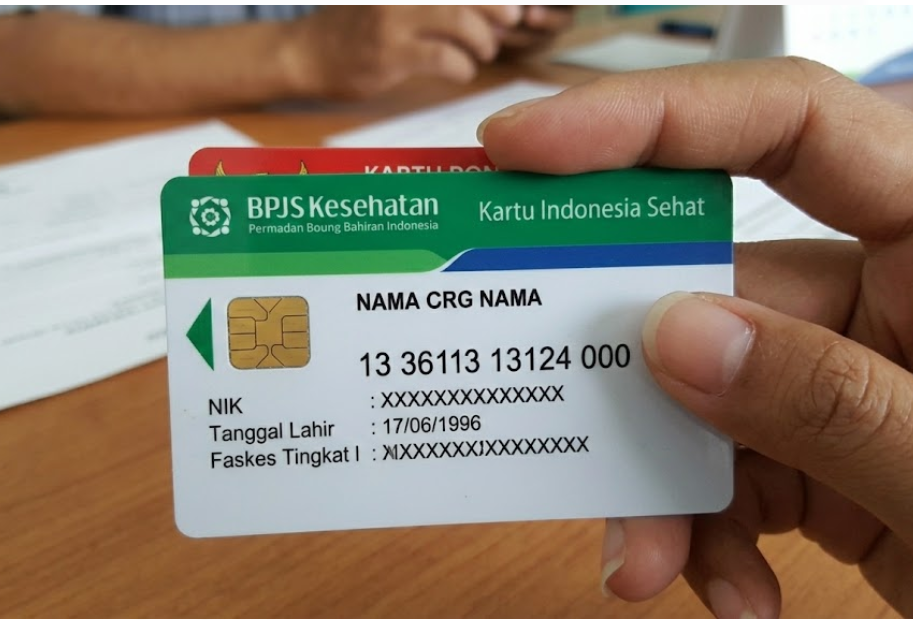 KARTU
BPJS Kesehatan
Permadan Boung Bahiran Indonesia
Kartu Indonesia Sehat
NAMA CRG NAMA
13 36113 13124 000
NIK : XXXXXXXXXXXXXX
Tanggal Lahir : 17/06/1996
Faskes Tingkat I :